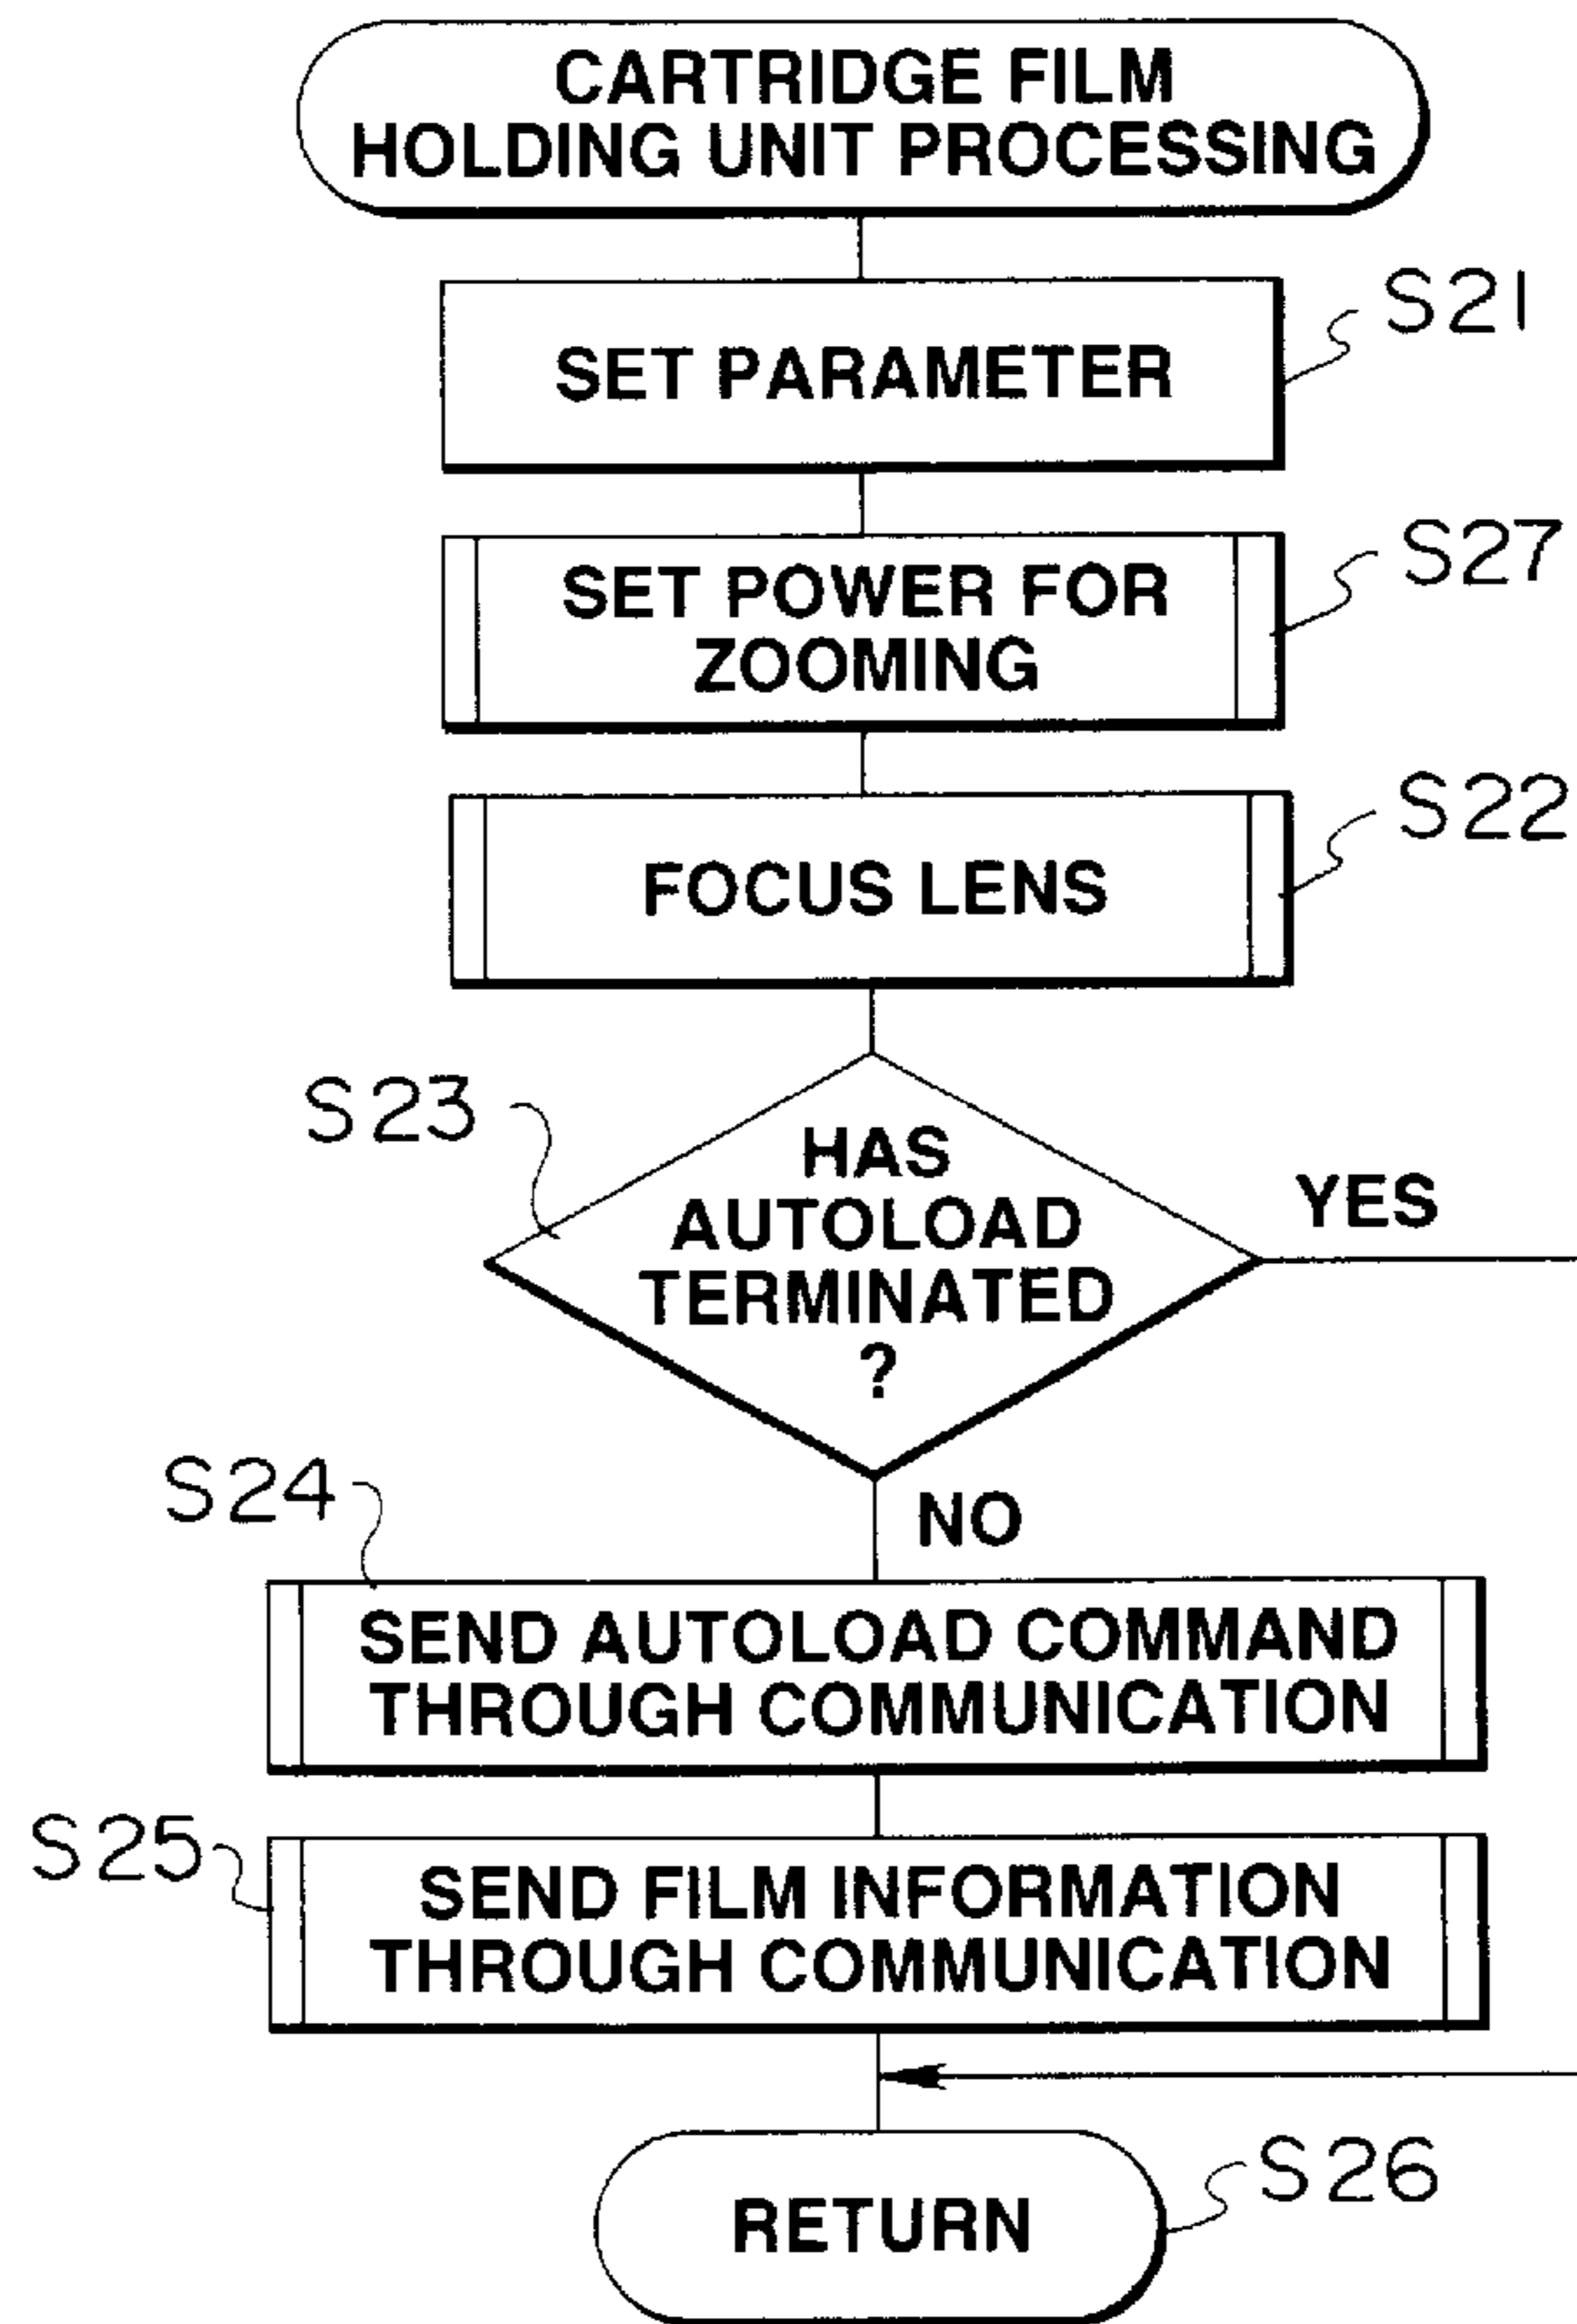 CARTRIDGE FILM
HOLDING UNIT PROCESSING
SET PARAMETER
S21
SET POWER FOR
ZOOMING
S27
FOCUS LENS
S22
S23
HAS
AUTOLOAD
TERMINATED
?
YES
NO
S24
SEND AUTOLOAD COMMAND
THROUGH COMMUNICATION
S25
SEND FILM INFORMATION
THROUGH COMMUNICATION
RETURN
S26